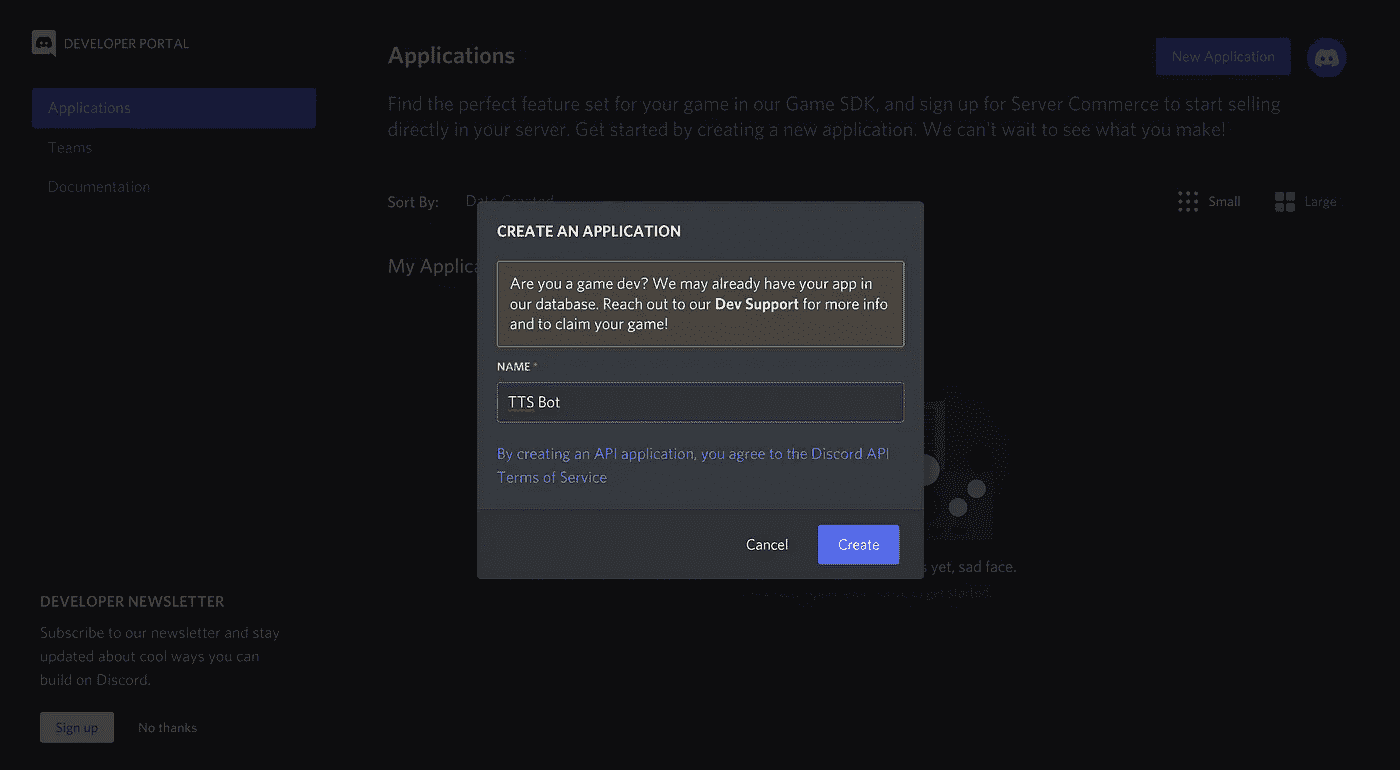 DEVELOPER PORTAL
Applications
Teams
Documentation
Applications
New Application
Find the perfect feature set for your game in our Game SDK, and sign up for Server Commerce to start selling
directly in your server. Get started by creating a new application. We can't wait to see what you make!
Sort By: Date Created
Small
Large
My Applica
CREATE AN APPLICATION
Are you a game dev? We may already have your app in
our database. Reach out to our Dev Support for more info
and to claim your game!
NAME *
TTS Bot
By creating an API application, you agree to the Discord API
Terms of Service
Cancel
Create
s yet, sad face.
to get started.
DEVELOPER NEWSLETTER
Subscribe to our newsletter and stay
updated about cool ways you can
build on Discord.
Sign up
No thanks